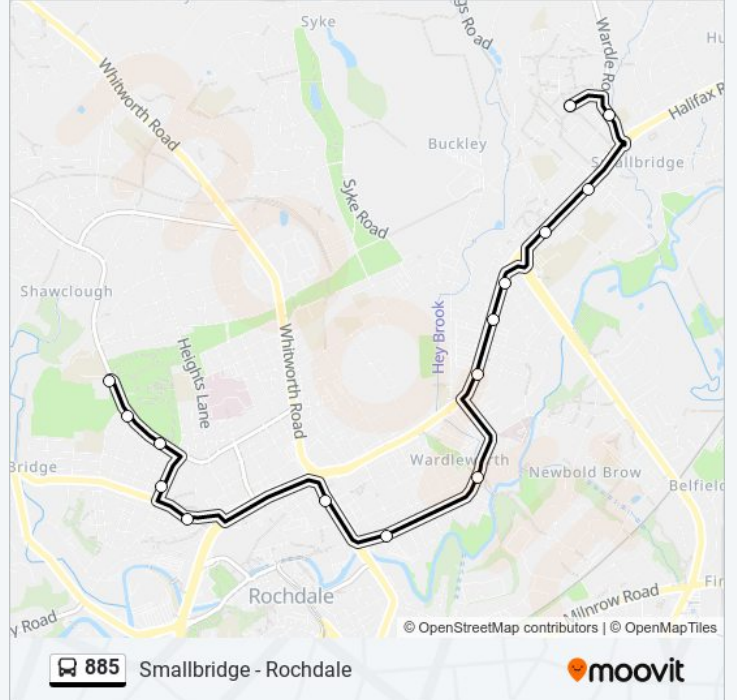 Syke
gs Road
Wardle Ro
Hu
Whitworth Road
Halifax R
Buckley
Smallbridge
Syke Road
Shawclough
Hey Brook
Heights Lane
Whitworth Road
Bridge
Wardleworth
Newbold Brow
Belfield
Rochdale
Milnrow Road
Fir
y Road
© OpenStreetMap contributors | © OpenMapTiles
885 Smallbridge - Rochdale
moovit